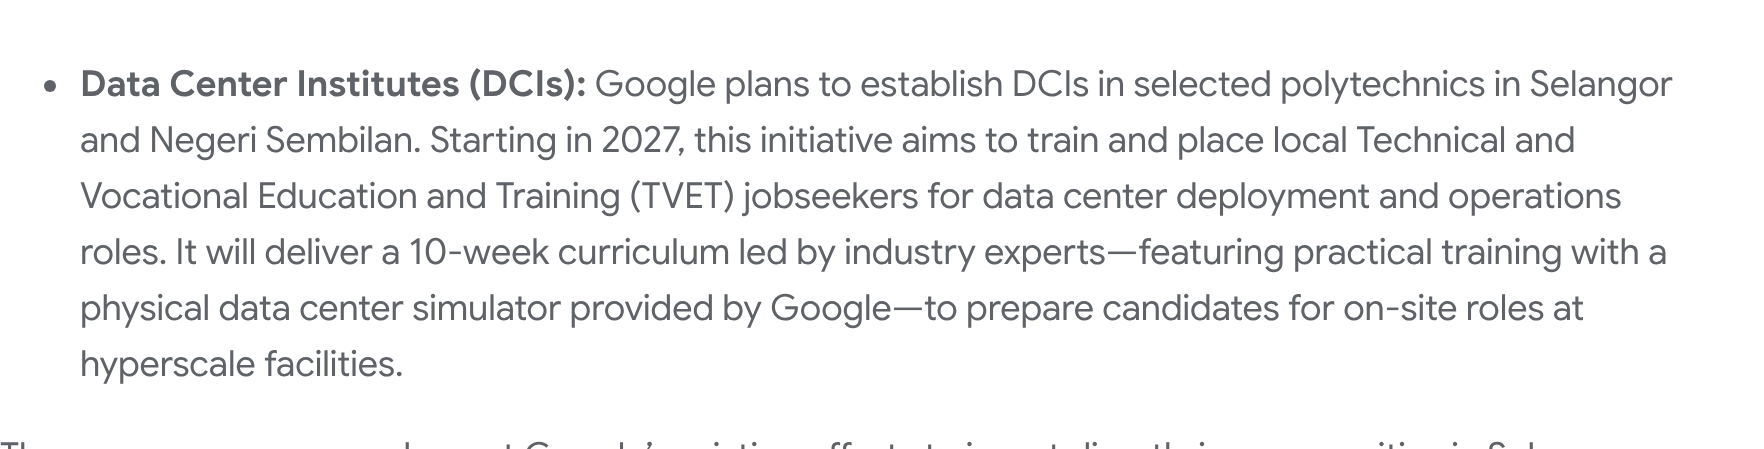 • Data Center Institutes (DCIs): Google plans to establish DCIs in selected polytechnics in Selangor
and Negeri Sembilan. Starting in 2027, this initiative aims to train and place local Technical and
Vocational Education and Training (TVET) jobseekers for data center deployment and operations
roles. It will deliver a 10-week curriculum led by industry experts—featuring practical training with a
physical data center simulator provided by Google—to prepare candidates for on-site roles at
hyperscale facilities.